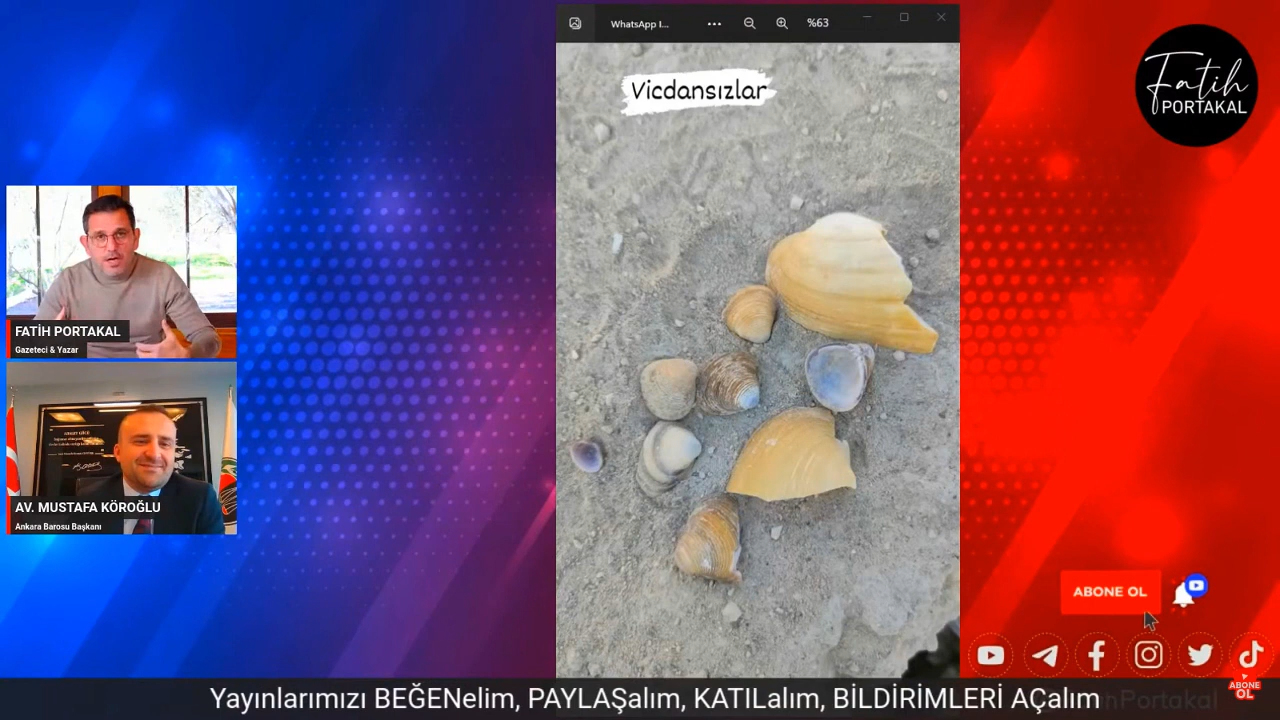 WhatsApp I...
%63
Vicdansızlar
Fatih
PORTAKAL
FATİH PORTAKAL
Gazeteci & Yazar
AV. MUSTAFA KÖROĞLU
Ankara Barosu Başkanı
ABONE OL
ABONE
OL
Yayınlarımızı BEĞENelim, PAYLAŞalım, KATILalım, BİLDİRİMLERİ AÇalım
hPortakal